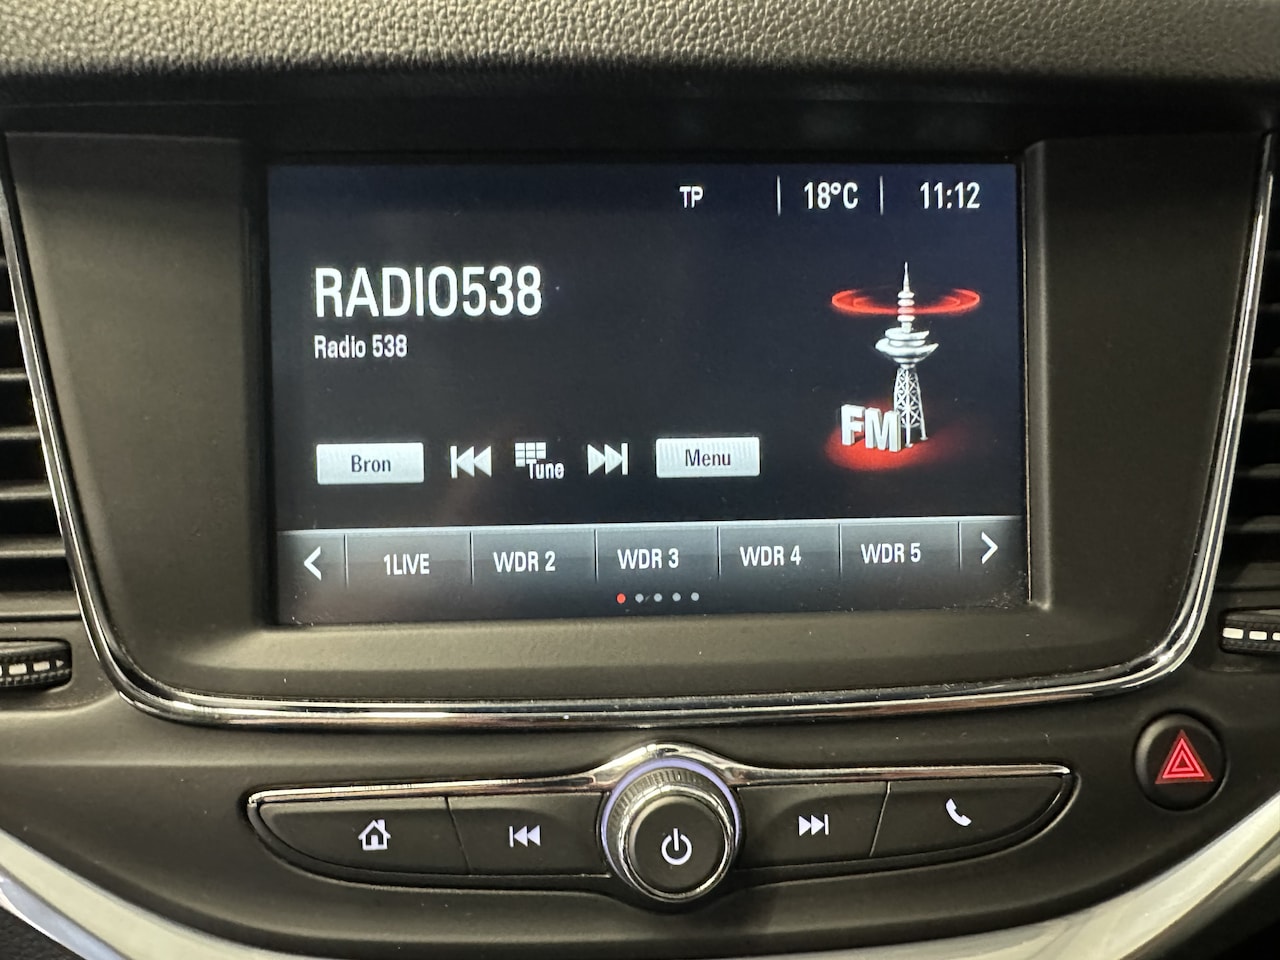 TP 18°C 11:12
RADIO538
Radio 538
FM
Bron Tune Menu
1LIVE WDR 2 WDR 3 WDR 4 WDR 5